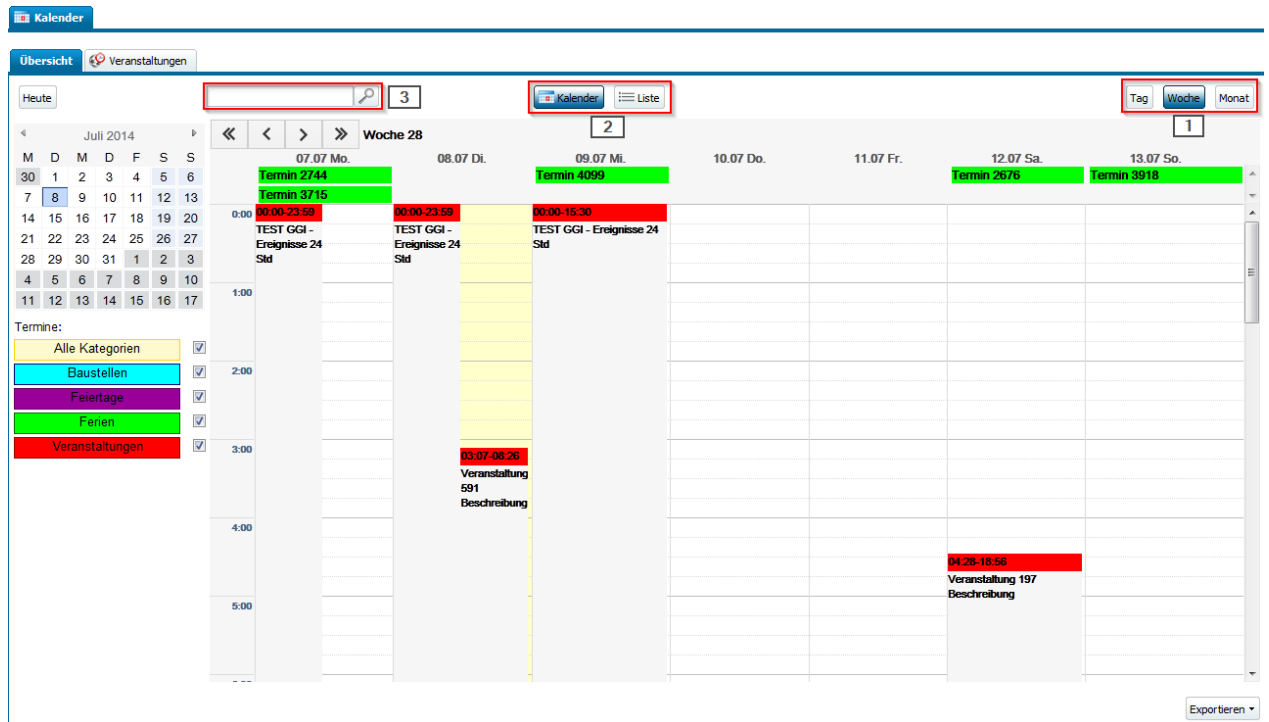 Kalender
Übersicht Veranstaltungen
Heute 3 Kalender Liste Tag Woche Monat
2 1
Juli 2014
M D M D F S S
30 1 2 3 4 5 6
7 8 9 10 11 12 13
14 15 16 17 18 19 20
21 22 23 24 25 26 27
28 29 30 31 1 2 3
4 5 6 7 8 9 10
11 12 13 14 15 16 17
Termine:
Alle Kategorien
Baustellen
Feiertage
Ferien
Veranstaltungen
Woche 28
07.07 Mo. 08.07 Di. 09.07 Mi. 10.07 Do. 11.07 Fr. 12.07 Sa. 13.07 So.
Termin 2744 Termin 4099 Termin 2676 Termin 3918
Termin 3715
0:00 00:00-23:59 00:00-23:59 00:00-15:30
TEST GGI - TEST GGI - TEST GGI - Ereignisse 24
Ereignisse 24 Ereignisse 24 Std
Std Std
1:00
2:00
3:00
03:07-08:26
Veranstaltung
591
Beschreibung
4:00
04:28-18:56
Veranstaltung 197
Beschreibung
5:00
Exportieren